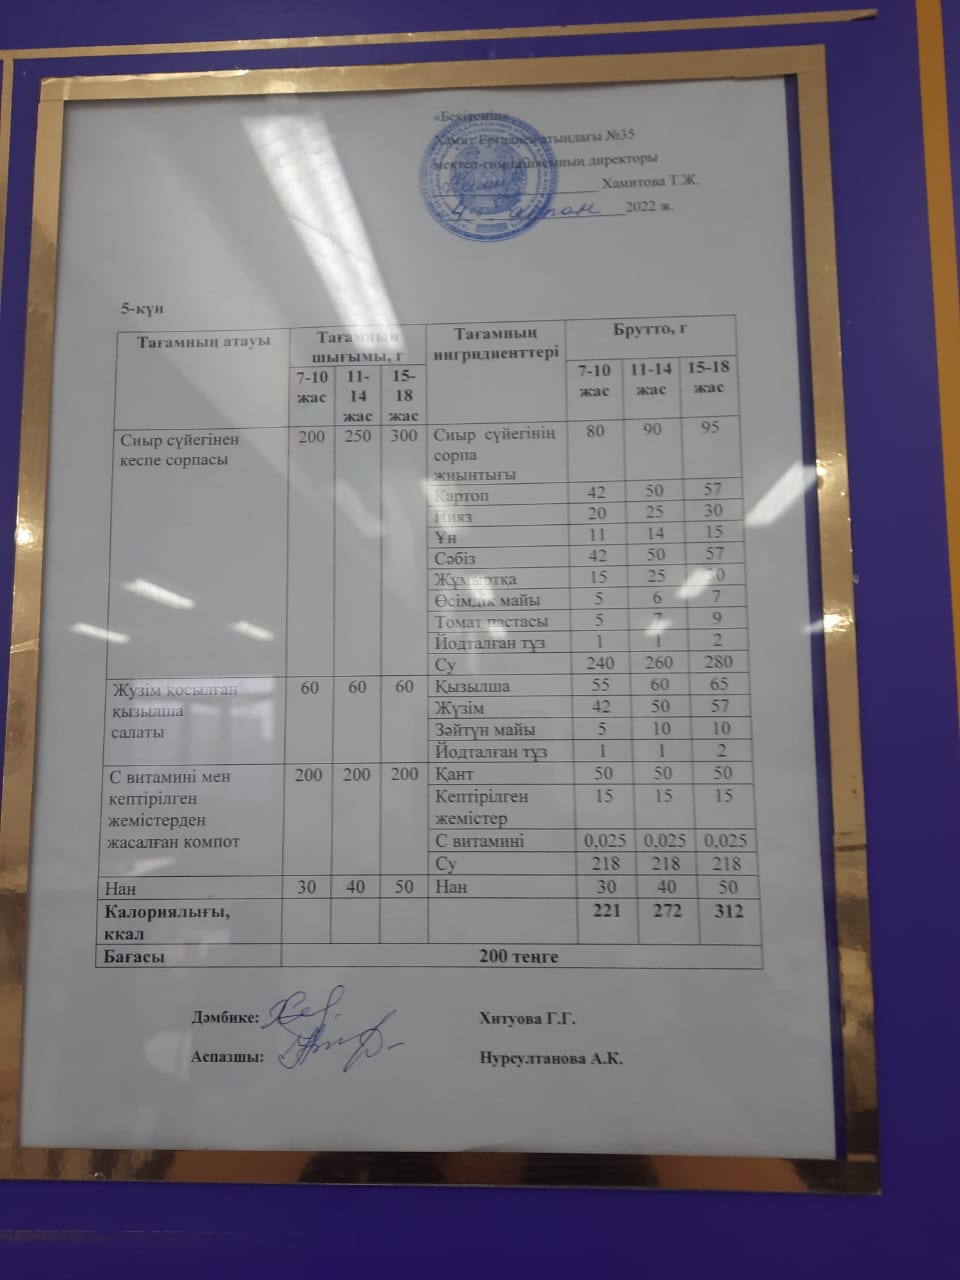 «Бекітемін»
Хамит Ерғалиев атындағы №35
мектеп-гимназиясының директоры
Хамитова Т.Ж.
2022 ж.
5-күн
Тағамның атауы Тағамның шығымы, г Тағамның ингридиенттері Брутто, г
7-10 жас 11-14 жас 15-18 жас 7-10 жас 11-14 жас 15-18 жас
Сиыр сүйегінен кеспе сорпасы 200 250 300 Сиыр сүйегінің сорпа жиынтығы 80 90 95
Картоп 42 50 57
Пияз 20 25 30
Ұн 11 14 15
Сәбіз 42 50 57
Жұмыртқа 15 25
Өсімдік майы 5 6 7
Томат пастасы 5 7 9
Йодталған тұз 1 1 2
Су 240 260 280
Жүзім қосылған қызылша салаты 60 60 60 Қызылша 55 60 65
Жүзім 42 50 57
Зәйтүн майы 5 10 10
Йодталған тұз 1 1 2
С витамині мен кептірілген жемістерден жасалған компот 200 200 200 Қант 50 50 50
Кептірілген жемістер 15 15 15
С витамині 0,025 0,025 0,025
Су 218 218 218
Нан 30 40 50 Нан 30 40 50
Калориялығы, ккал 221 272 312
Бағасы 200 теңге
Дәмбике: Хитуова Г.Г.
Аспазшы: Нурсултанова А.К.